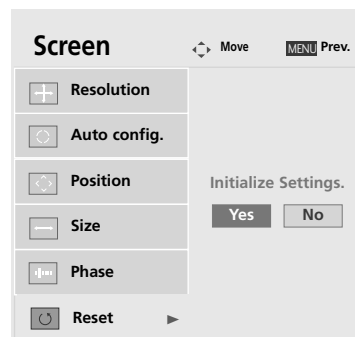 Screen
Move
MENU Prev.
Resolution
Auto config.
Position
Size
Phase
Reset
Initialize Settings.
Yes
No